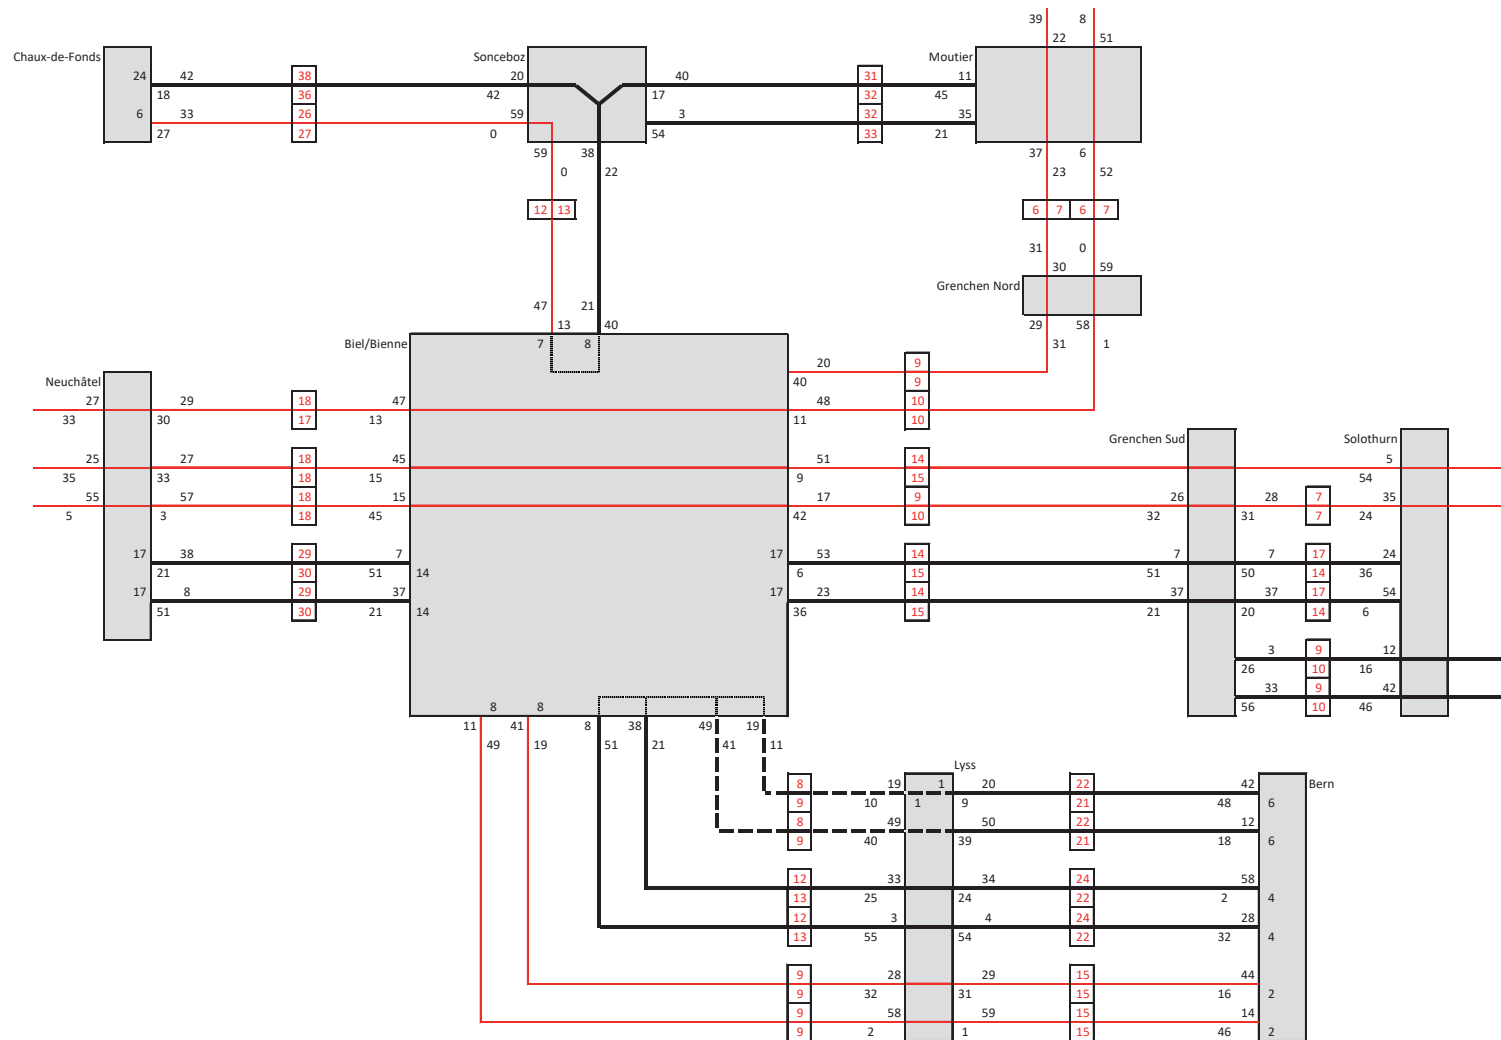 39 8
22 51
Chaux-de-Fonds Sonceboz Moutier
24 42 38 20 40 31 11
18 36 42 17 32 45
6 33 26 59 3 32 35
27 27 0 54 33 21
59 38 37 6
0 22 23 52
12 13 6 7 6 7
31 0
30 59
Grenchen Nord
47 21
13 40 29 58
Biel/Bienne 7 8 31 1
20 9
Neuchâtel 40 9
27 29 18 47 48 10
33 30 17 13 11 10
Grenchen Sud Solothurn
25 27 18 45 51 14 5
35 33 18 15 9 15 54
55 57 18 15 17 9 26 28 7 35
5 3 18 45 42 10 32 31 7 24
17 38 29 7 17 53 14 7 7 17 24
21 30 51 14 6 15 51 50 14 36
17 8 29 37 17 23 14 37 37 17 54
51 30 21 14 36 15 21 20 14 6
3 9 12
26 10 16
33 9 42
56 10 46
8 8
11 41 8 38 49 19
49 19 51 21 41 11
Lyss
8 19 1 20 22 42 Bern
9 10 1 9 21 48 6
8 49 50 22 12
9 40 39 21 18 6
12 33 34 24 58
13 25 24 22 2 4
12 3 4 24 28
13 55 54 22 32 4
9 28 29 15 44
9 32 31 15 16 2
9 58 59 15 14
9 2 1 15 46 2